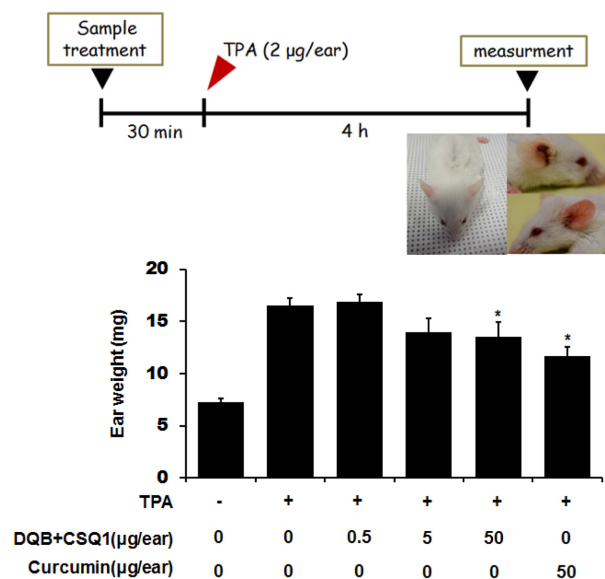 Sample
treatment
TPA (2 µg/ear)
measurment
30 min
4 h
20
15
10
5
0
Ear weight (mg)
*
*
TPA - + + + + +
DQB+CSQ1(µg/ear) 0 0 0.5 5 50 0
Curcumin(µg/ear) 0 0 0 0 0 50